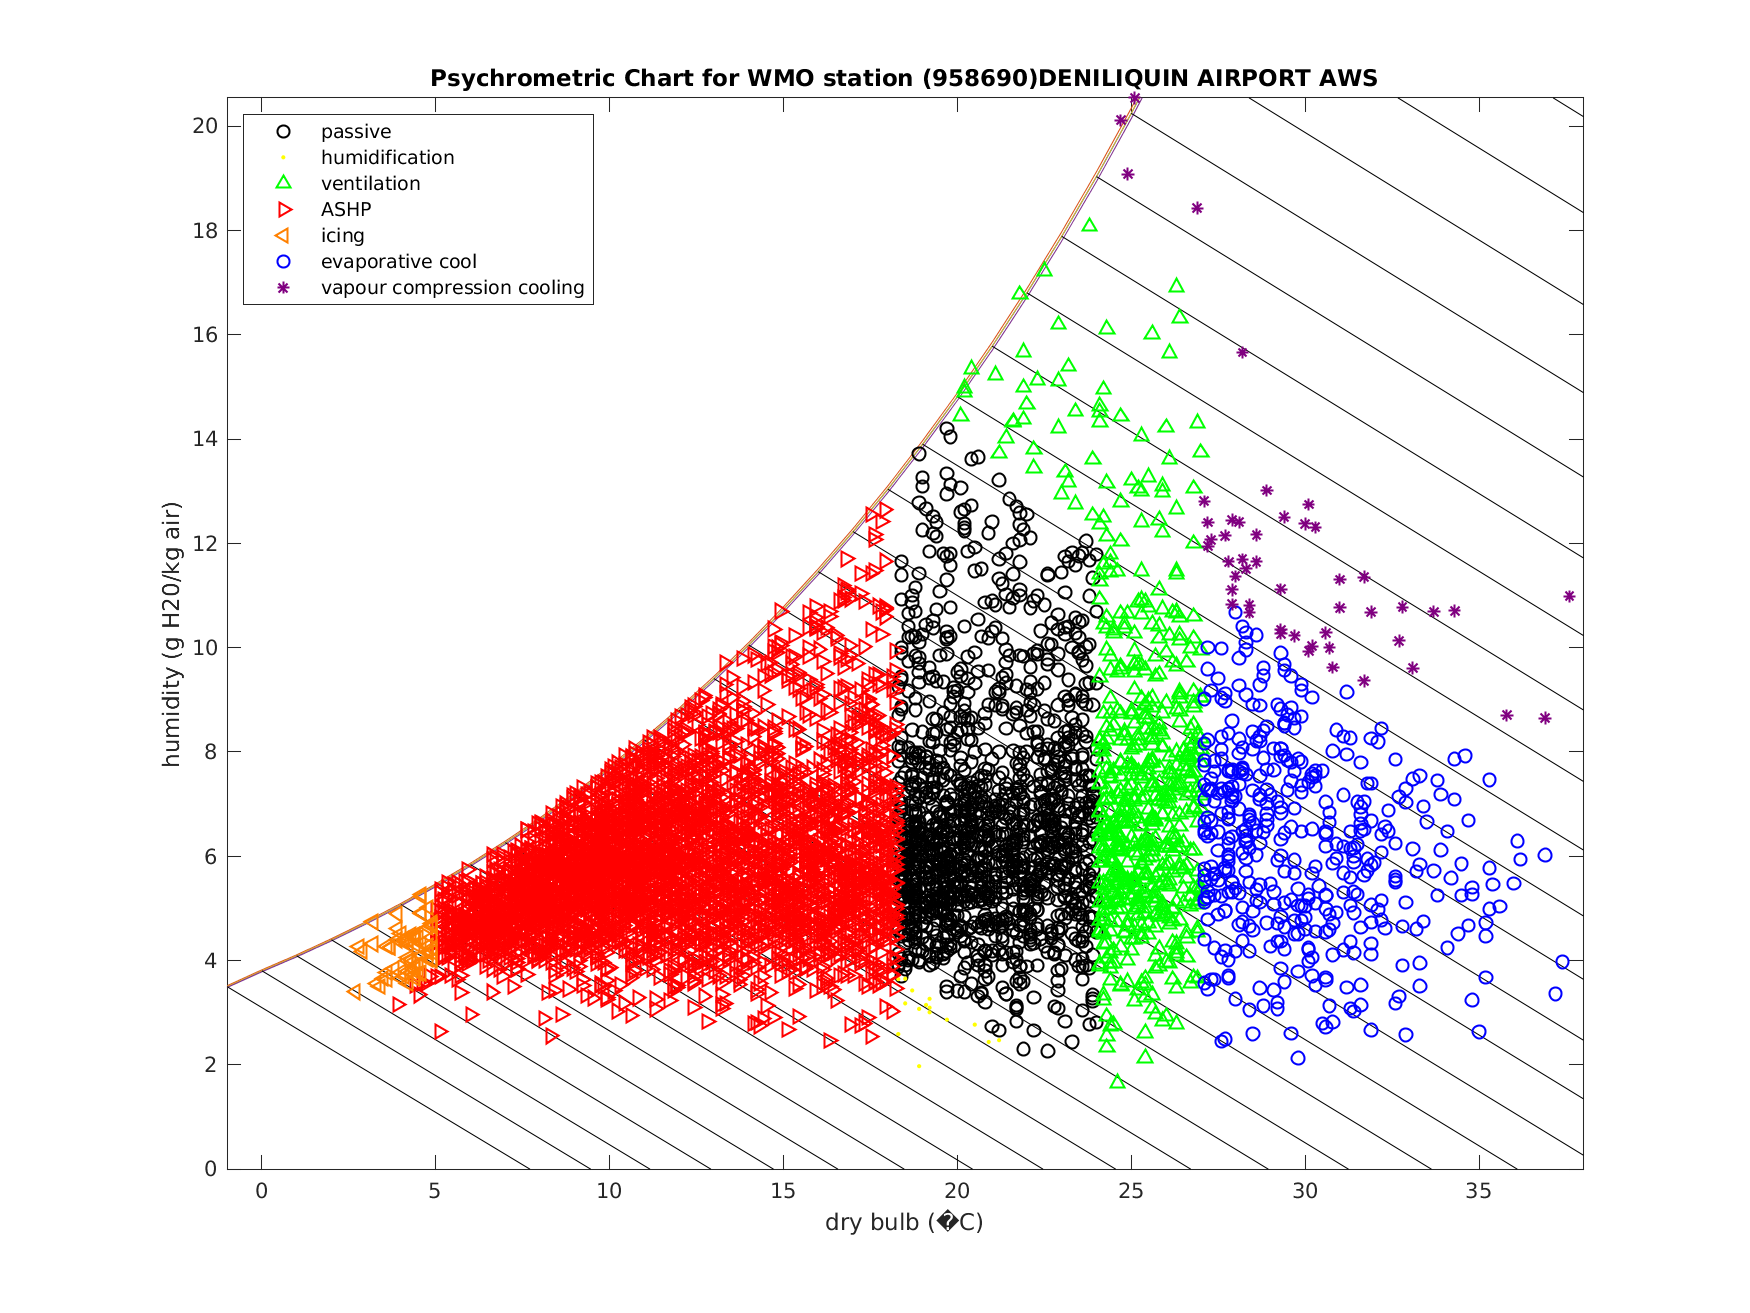 Psychrometric Chart for WMO station (958690)DENILIQUIN AIRPORT AWS
passive
humidification
ventilation
ASHP
icing
evaporative cool
vapour compression cooling
humidity (g H20/kg air)
20
18
16
14
12
10
8
6
4
2
0
0 5 10 15 20 25 30 35
dry bulb (�C)